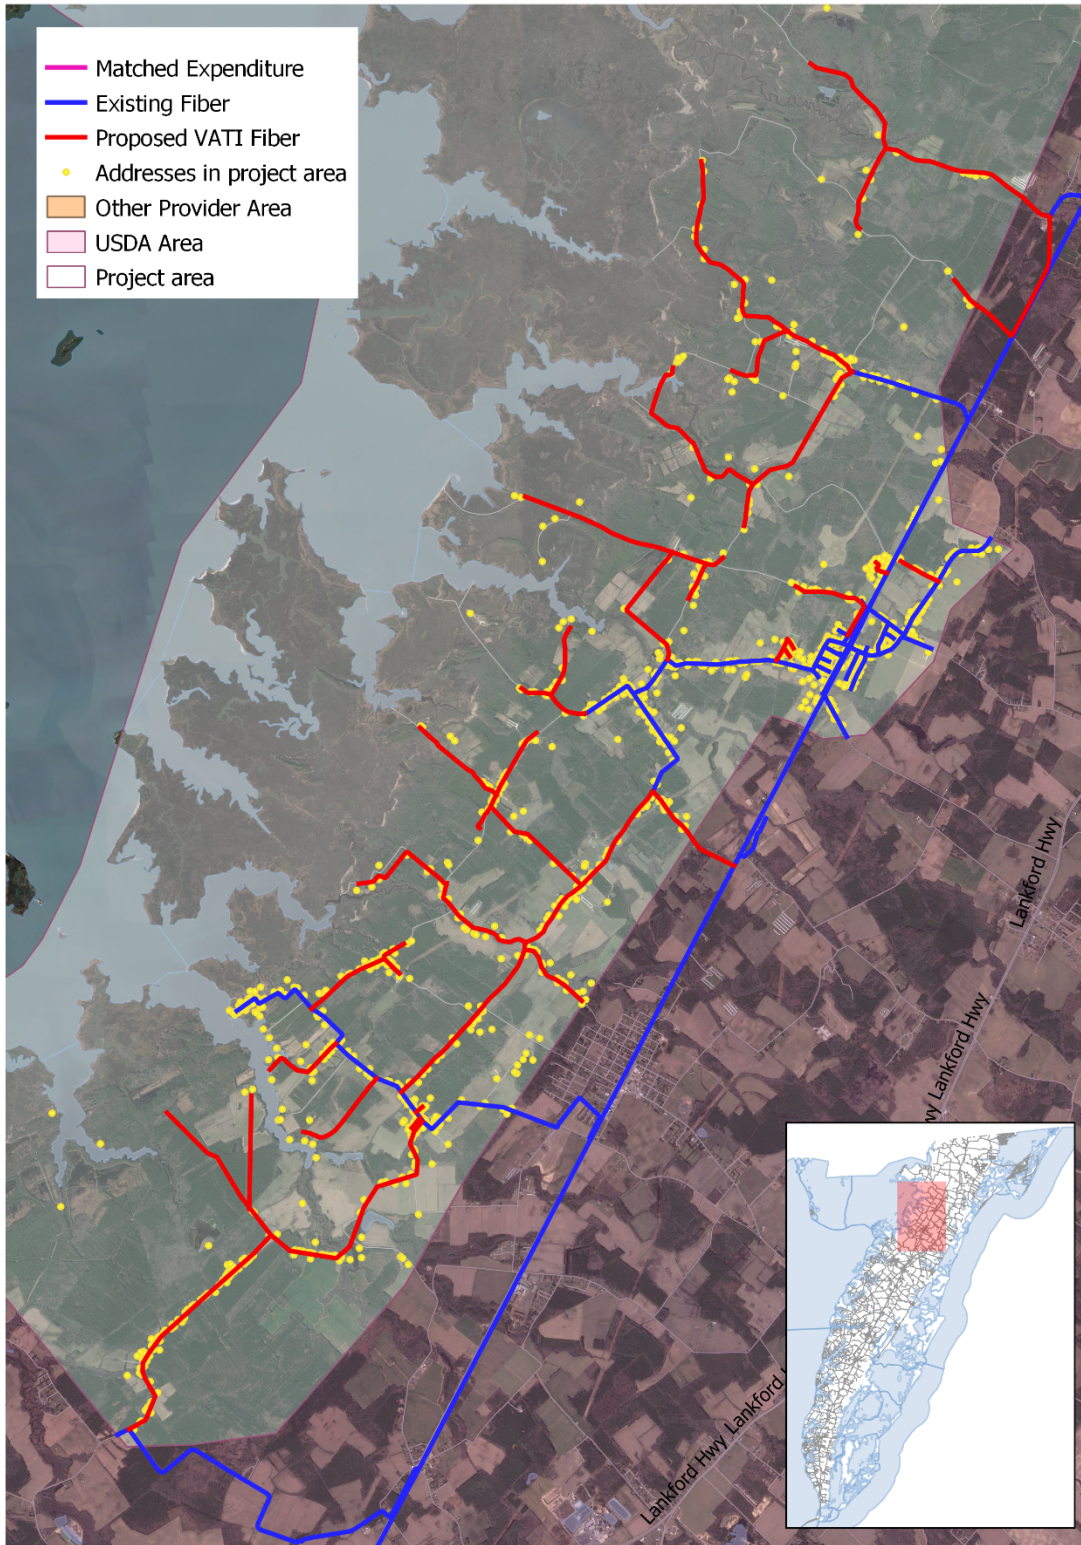 Matched Expenditure
Existing Fiber
Proposed VATI Fiber
Addresses in project area
Other Provider Area
USDA Area
Project area
Lankford Hwy
wy Lankford Hwy
Lankford Hwy Lankford